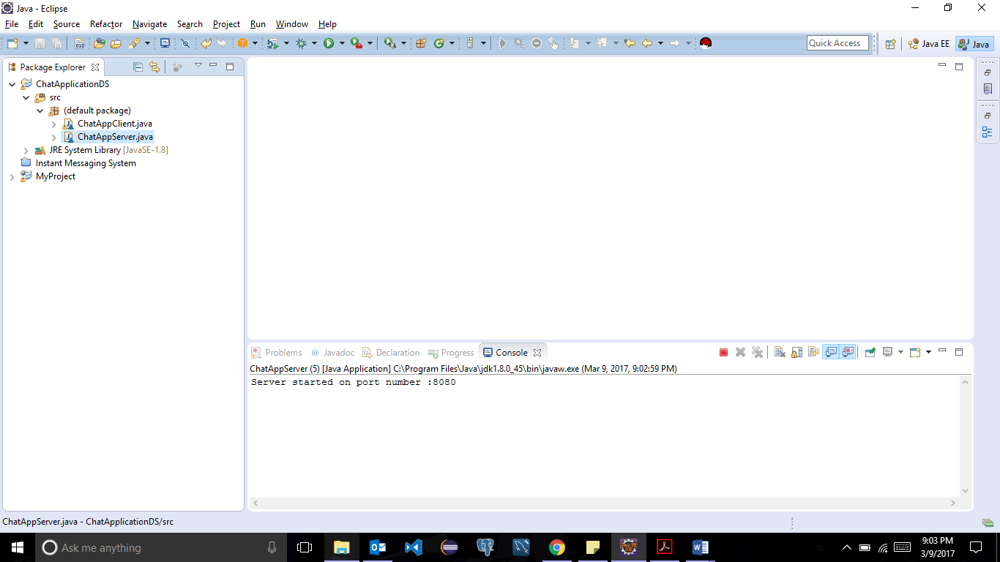 Java - Eclipse
File Edit Source Refactor Navigate Search Project Run Window Help
Quick Access Java EE Java
Package Explorer
ChatApplicationDS
src
(default package)
ChatAppClient.java
ChatAppServer.java
JRE System Library [JavaSE-1.8]
Instant Messaging System
MyProject
Problems @ Javadoc Declaration Progress Console
ChatAppServer (5) [Java Application] C:\Program Files\Java\jdk1.8.0_45\bin\javaw.exe (Mar 9, 2017, 9:02:59 PM)
Server started on port number :8080
ChatAppServer.java - ChatApplicationDS/src
Ask me anything
9:03 PM
3/9/2017